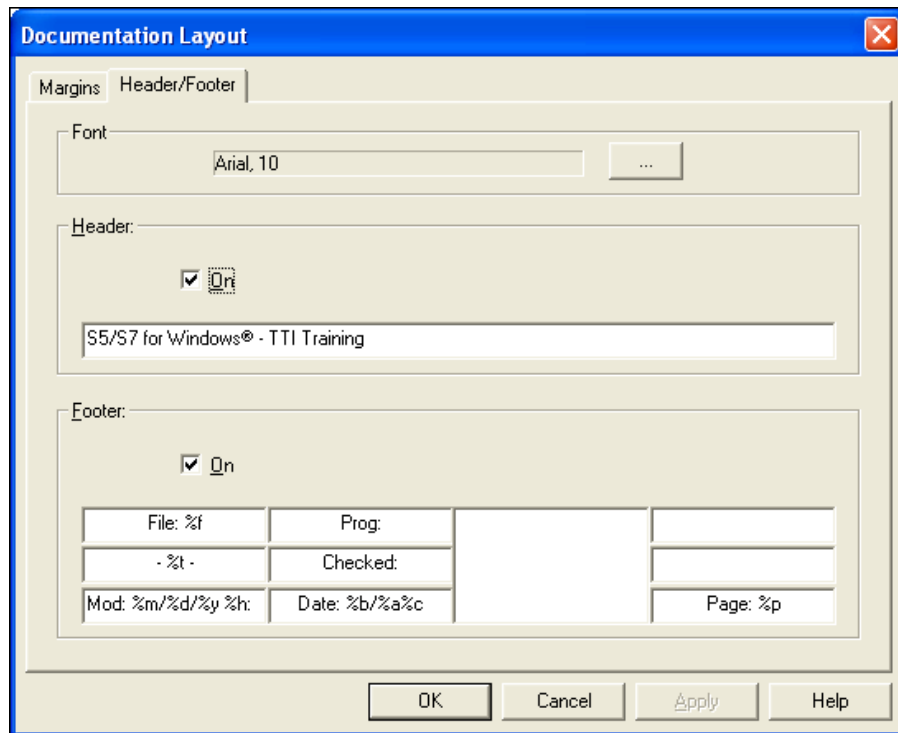 Documentation Layout
Margins
Header/Footer
Font
Arial, 10
...
Header:
On
S5/S7 for Windows® - TTI Training
Footer:
On
File: %f
Prog:
- %t -
Checked:
Mod: %m/%d/%y %h:
Date: %b/%a%c
Page: %p
OK
Cancel
Apply
Help